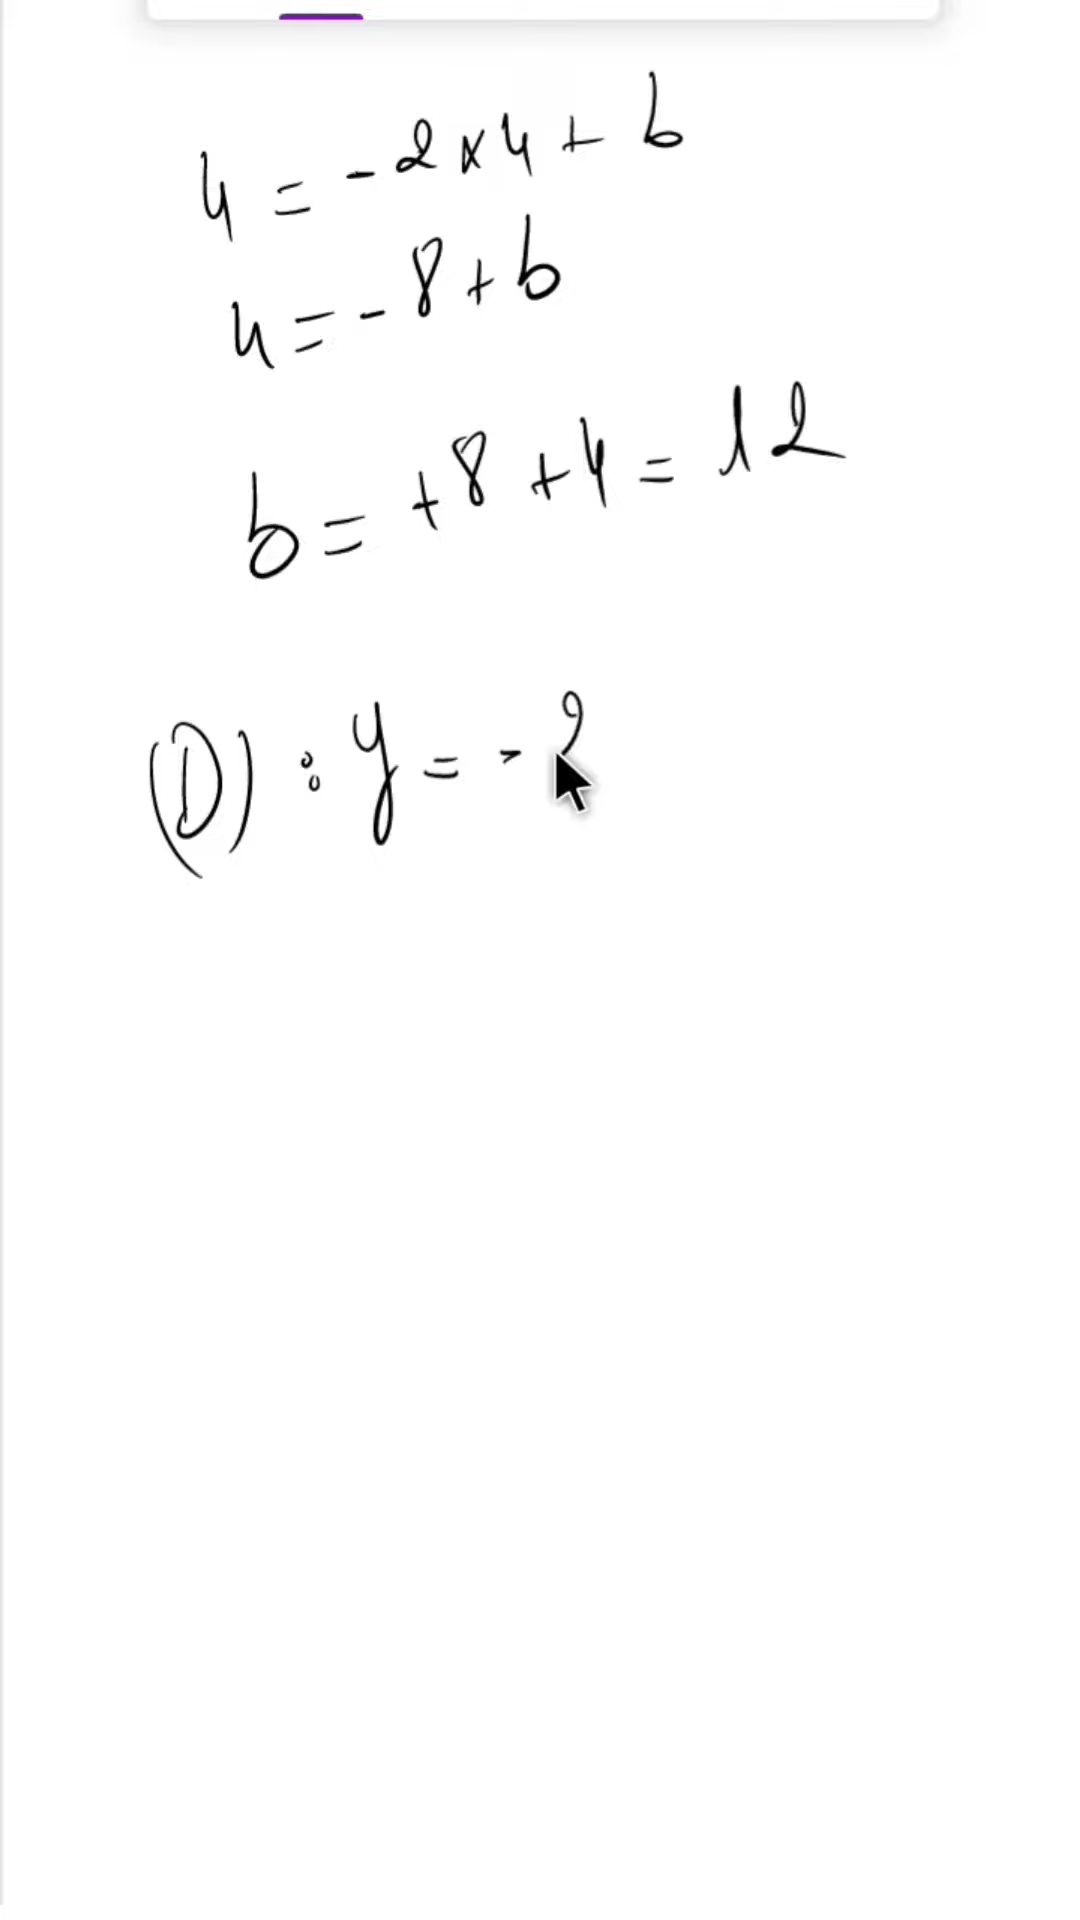 4 = -2 x 4 + b
4 = -8 + b
b = +8 + 4 = 12
(D) : y = -2